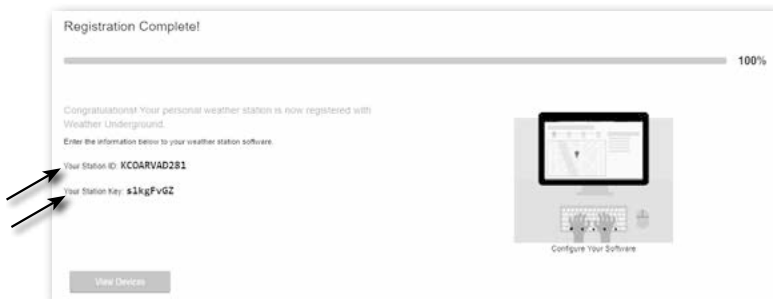 Registration Complete!
100%
Congratulations! Your personal weather station is now registered with
Weather Underground.
Enter the information below to your weather station software.
Your Station ID: KCOARVAD281
Your Station Key: s1kgFvGZ
Configure Your Software
View Devices